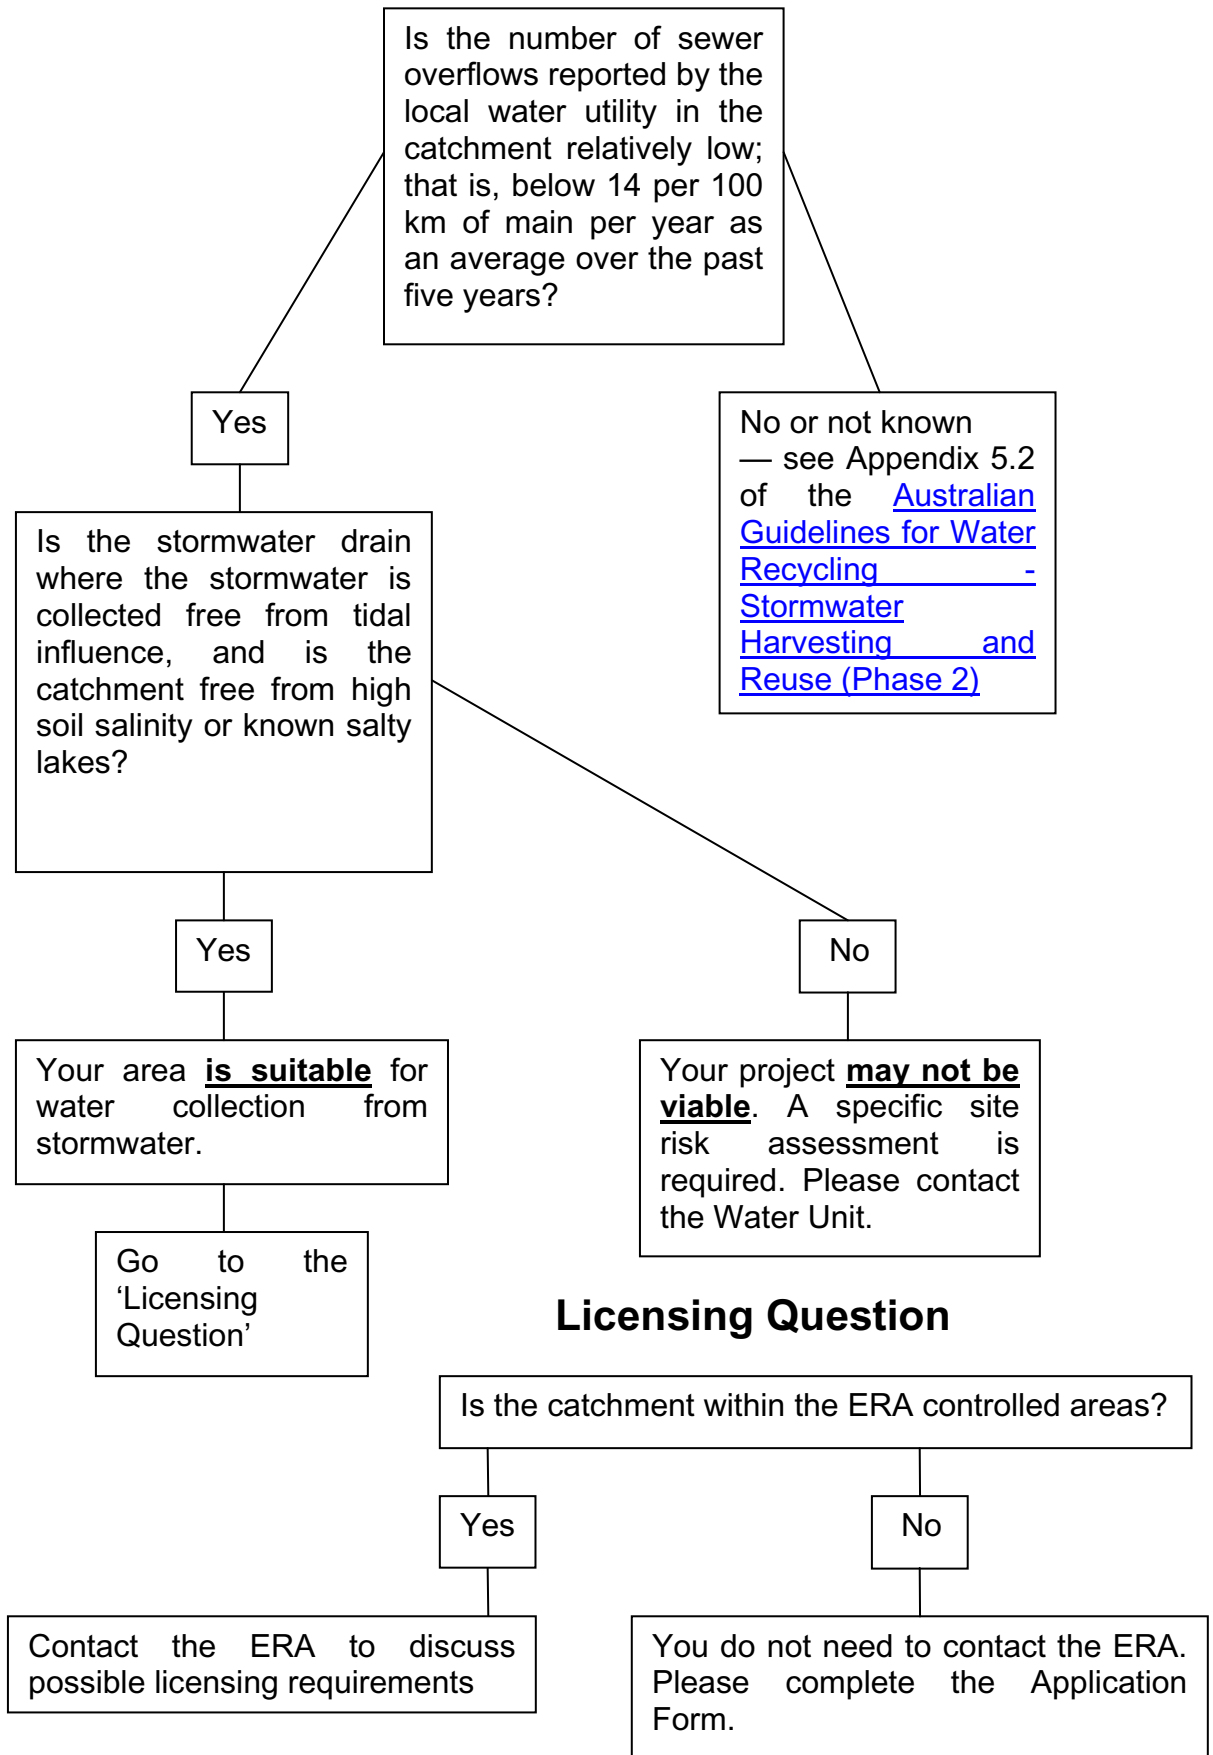 Is the number of sewer
overflows reported by the
local water utility in the
catchment relatively low;
that is, below 14 per 100
km of main per year as
an average over the past
five years?
Yes
No or not known
— see Appendix 5.2
of the Australian
Guidelines for Water
Recycling -
Stormwater
Harvesting and
Reuse (Phase 2)
Is the stormwater drain
where the stormwater is
collected free from tidal
influence, and is the
catchment free from high
soil salinity or known salty
lakes?
Yes
No
Your area is suitable for
water collection from
stormwater.
Your project may not be
viable. A specific site
risk assessment is
required. Please contact
the Water Unit.
Go to the
‘Licensing
Question’
Licensing Question
Is the catchment within the ERA controlled areas?
Yes
No
Contact the ERA to discuss
possible licensing requirements
You do not need to contact the ERA.
Please complete the Application
Form.